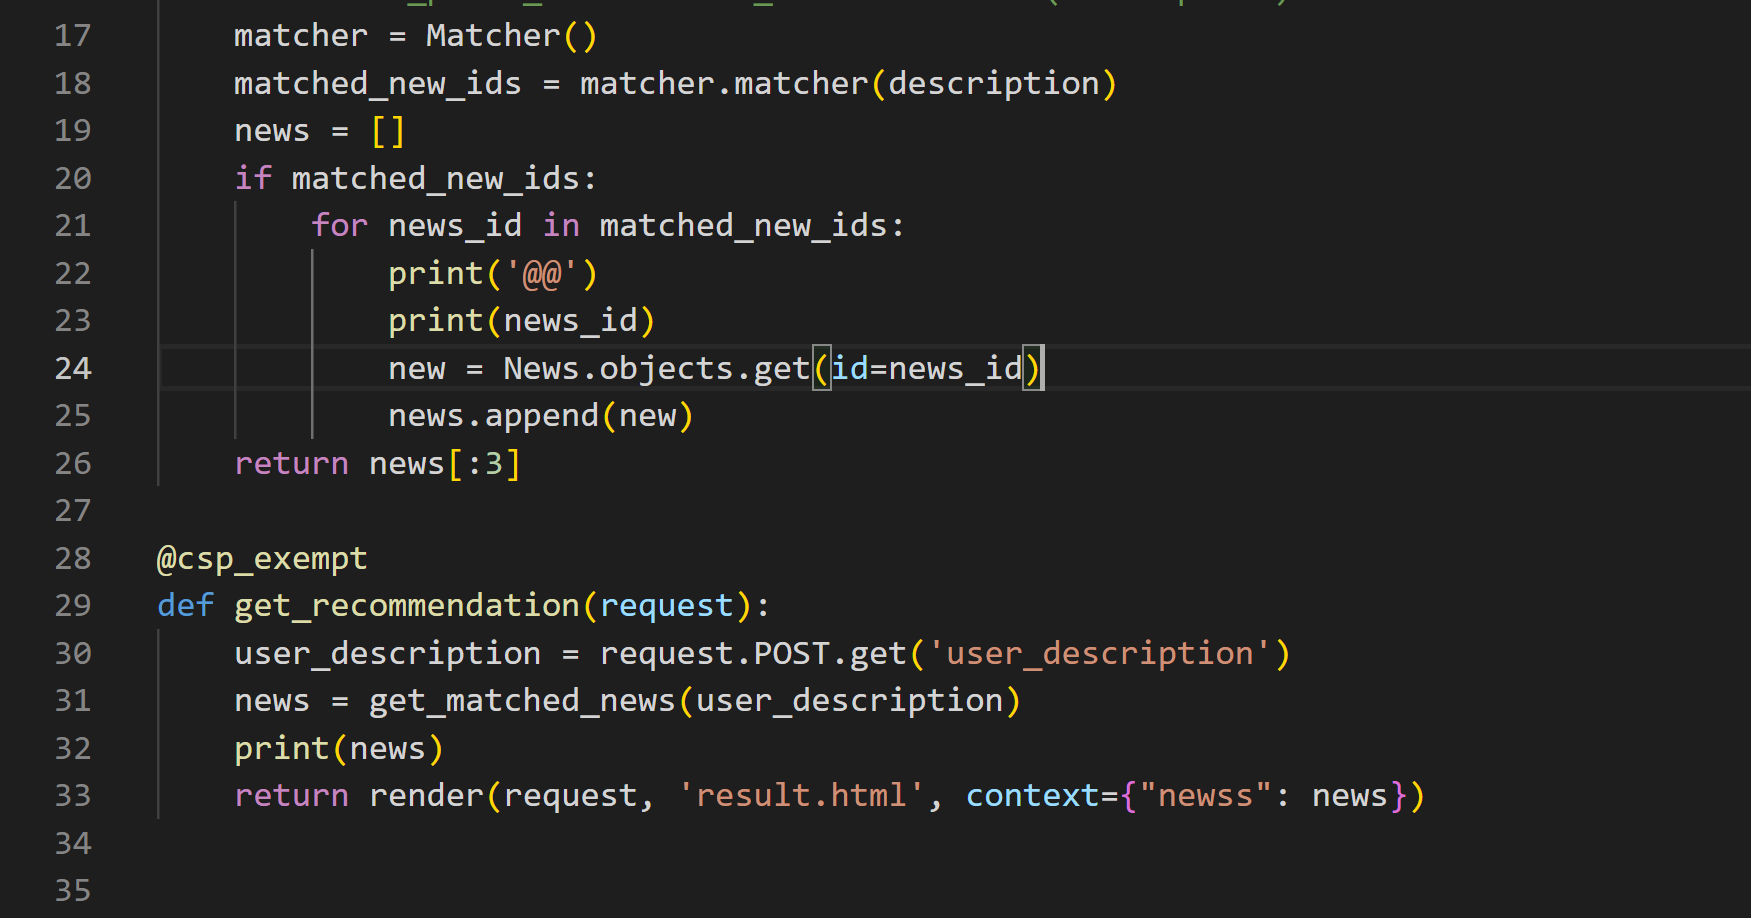 17 matcher = Matcher()
18 matched_new_ids = matcher.matcher(description)
19 news = []
20 if matched_new_ids:
21 for news_id in matched_new_ids:
22 print('@@')
23 print(news_id)
24 new = News.objects.get(id=news_id)
25 news.append(new)
26 return news[:3]
27
28 @csp_exempt
29 def get_recommendation(request):
30 user_description = request.POST.get('user_description')
31 news = get_matched_news(user_description)
32 print(news)
33 return render(request, 'result.html', context={"newss": news})
34
35